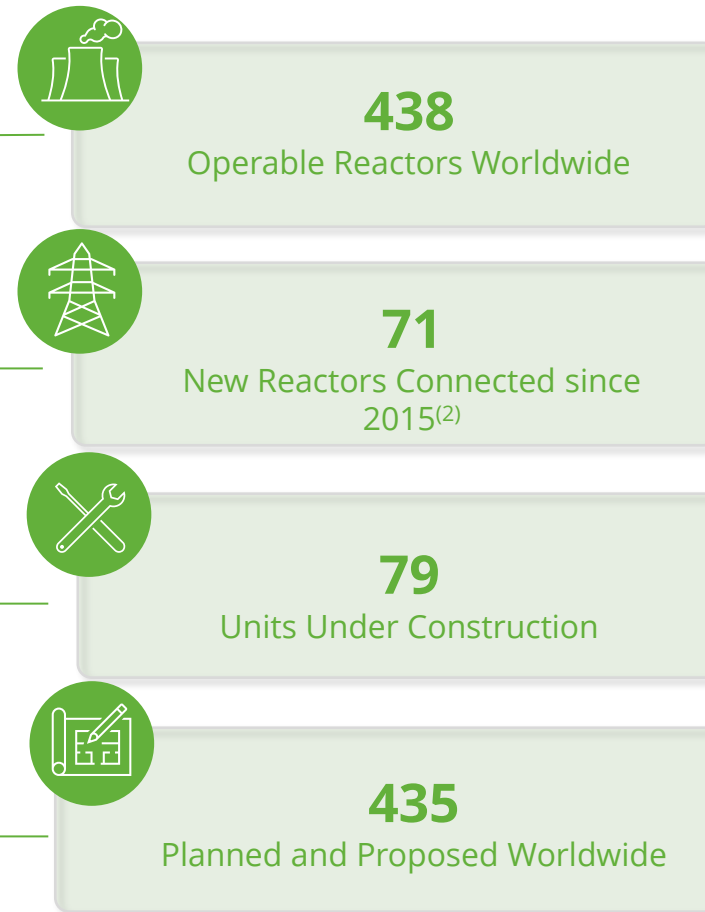 438
Operable Reactors Worldwide
71
New Reactors Connected since
2015(2)
79
Units Under Construction
435
Planned and Proposed Worldwide